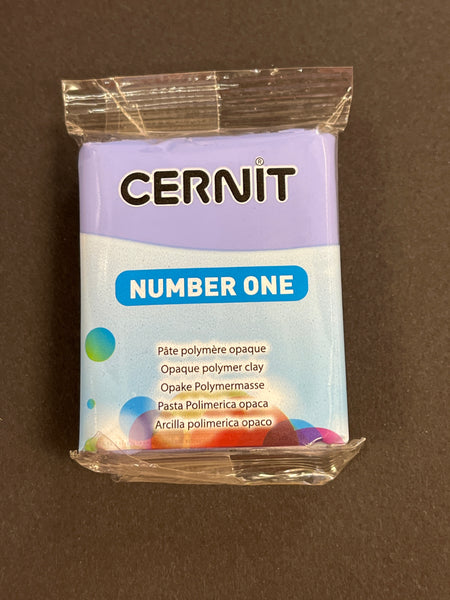 CERNIT®
NUMBER ONE
Pâte polymère opaque
Opaque polymer clay
Opake Polymermasse
Pasta Polimerica opaca
Arcilla polimerica opaco